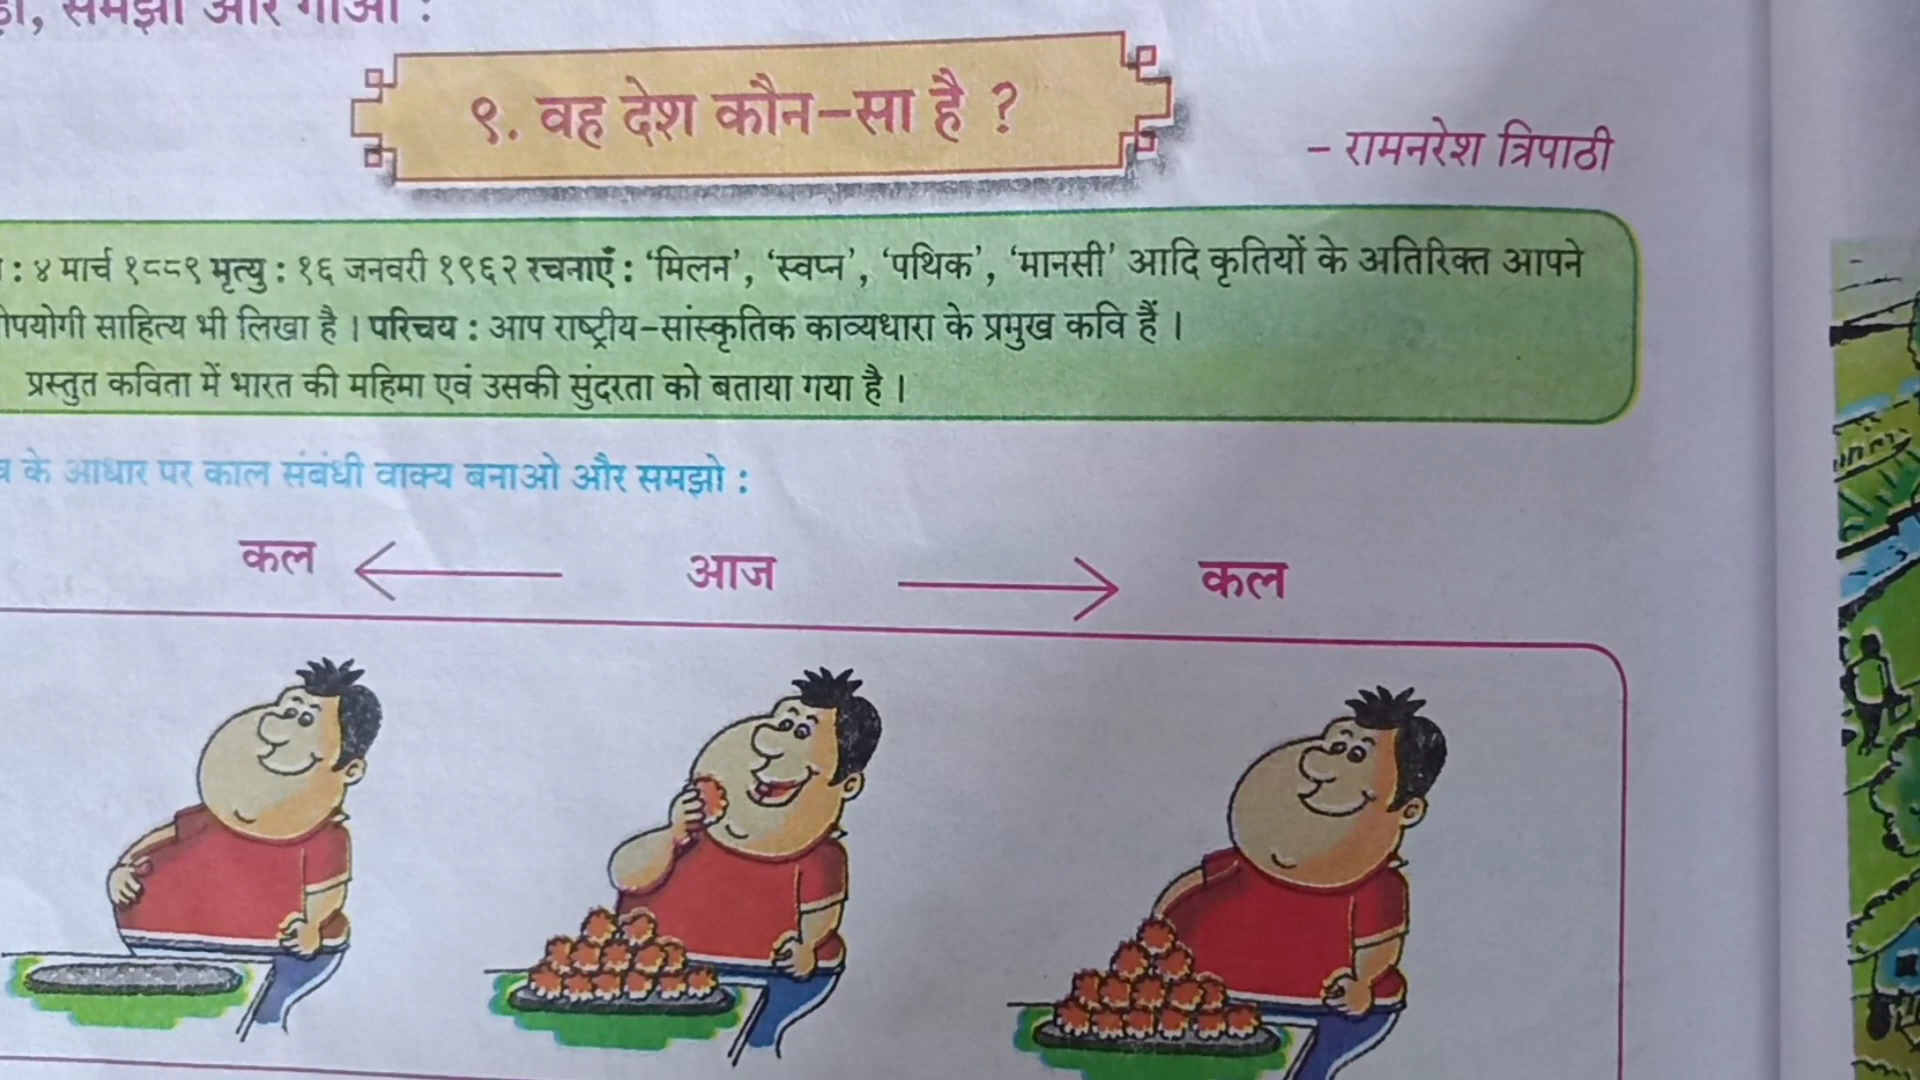 समझो और गाओ :
९. वह देश कौन-सा है ?
- रामनरेश त्रिपाठी
: ४ मार्च १८८९ मृत्यु : १६ जनवरी १९६२ रचनाएँ : ‘मिलन’, ‘स्वप्न’, ‘पथिक’, ‘मानसी’ आदि कृतियों के अतिरिक्त आपने
साहित्य भी लिखा है । परिचय : आप राष्ट्रीय-सांस्कृतिक काव्यधारा के प्रमुख कवि हैं ।
प्रस्तुत कविता में भारत की महिमा एवं उसकी सुंदरता को बताया गया है ।
के आधार पर काल संबंधी वाक्य बनाओ और समझो :
कल आज कल